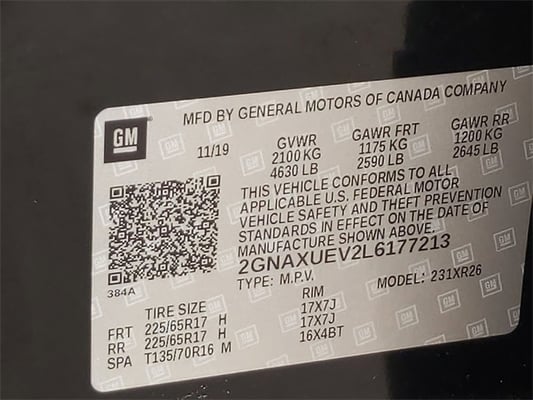 MFD BY GENERAL MOTORS OF CANADA COMPANY
GM
11/19 GVWR GAWR FRT GAWR RR
2100 KG 1175 KG 1200 KG
4630 LB 2590 LB 2645 LB
THIS VEHICLE CONFORMS TO ALL
APPLICABLE U.S. FEDERAL MOTOR
VEHICLE SAFETY AND THEFT PREVENTION
STANDARDS IN EFFECT ON THE DATE OF
MANUFACTURE SHOWN ABOVE.
2GNAXUEV2L6177213
384A
TYPE: M.P.V. MODEL: 231XR26
TIRE SIZE RIM
FRT 225/65R17 H 17X7J
RR 225/65R17 H 17X7J
SPA T135/70R16 M 16X4BT